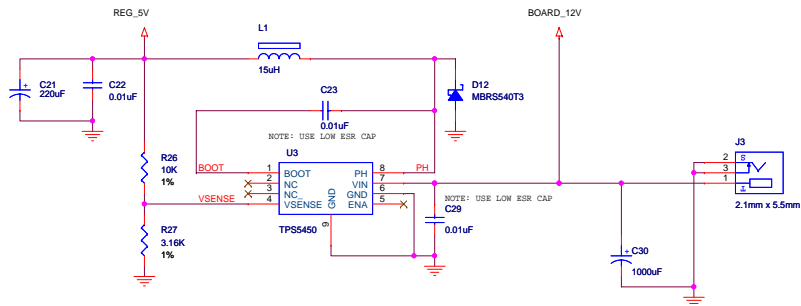 REG_5V
BOARD_12V
L1
15uH
C21
220uF
C22
0.01uF
C23
0.01uF
D12
MBRS540T3
NOTE: USE LOW ESR CAP
U3
R26
10K
1%
BOOT
1
BOOT
PH
8
PH
2
NC
VIN
7
3
NC_
GND
6
VSENSE
4
VSENSE
ENA
5
GND
9
TPS5450
R27
3.16K
1%
NOTE: USE LOW ESR CAP
C29
0.01uF
C30
1000uF
J3
2
S
3
1
T
2.1mm x 5.5mm